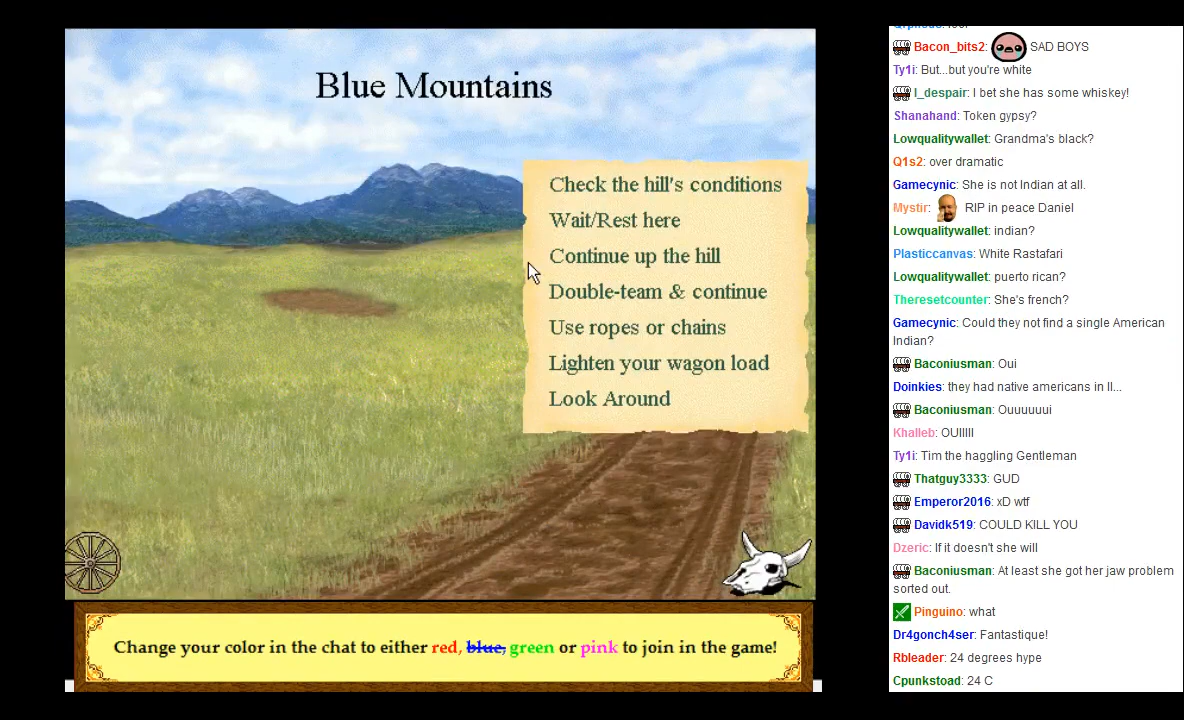 Blue Mountains
Check the hill's conditions
Wait/Rest here
Continue up the hill
Double-team & continue
Use ropes or chains
Lighten your wagon load
Look Around
Change your color in the chat to either red, blue, green or pink to join in the game!
Bacon_bits2: SAD BOYS
Ty1i: But...but you're white
I_despair: I bet she has some whiskey!
Shanahand: Token gypsy?
Lowqualitywallet: Grandma's black?
Q1s2: over dramatic
Gamecynic: She is not Indian at all.
Mystir: RIP in peace Daniel
Lowqualitywallet: indian?
Plasticcanvas: White Rastafari
Lowqualitywallet: puerto rican?
Theresetcounter: She's french?
Gamecynic: Could they not find a single American
Indian?
Baconiusman: Oui
Doinkies: they had native americans in II...
Baconiusman: Ouuuuuui
Khalleb: OUIIIII
Ty1i: Tim the haggling Gentleman
Thatguy3333: GUD
Emperor2016: xD wtf
Davidk519: COULD KILL YOU
Dzeric: If it doesn't she will
Baconiusman: At least she got her jaw problem
sorted out.
Pinguino: what
Dr4gonch4ser: Fantastique!
Rbleader: 24 degrees hype
Cpunkstoad: 24 C